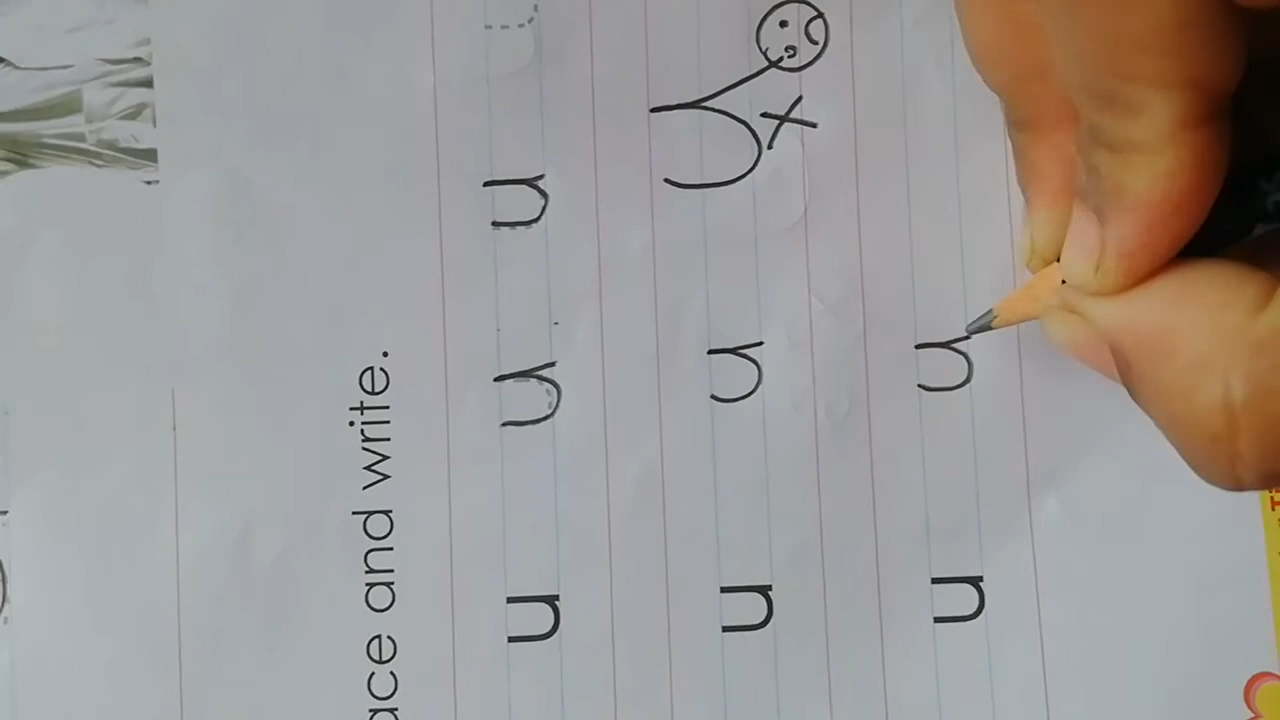 ace and write.
u u u
u u u
u u